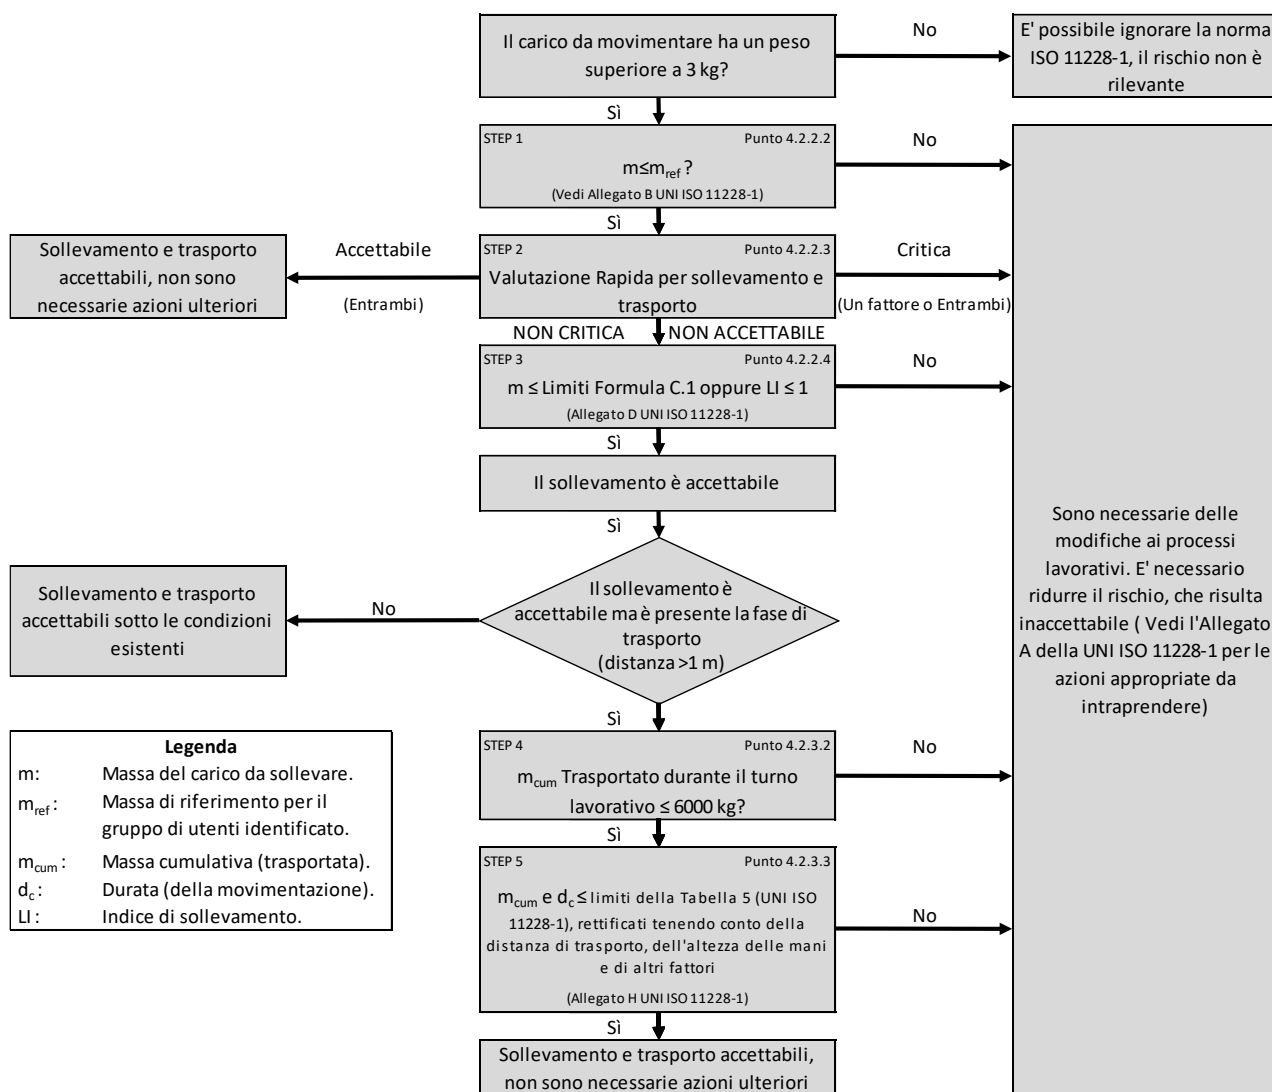 Il carico da movimentare ha un peso
superiore a 3 kg?
No
E' possibile ignorare la norma
ISO 11228-1, il rischio non è
rilevante
Sì
STEP 1 Punto 4.2.2.2
m≤mref ?
(Vedi Allegato B UNI ISO 11228-1)
No
Sì
Sollevamento e trasporto
accettabili, non sono
necessarie azioni ulteriori
Accettabile
(Entrambi)
STEP 2 Punto 4.2.2.3
Valutazione Rapida per sollevamento e
trasporto
Critica
(Un fattore o Entrambi)
NON CRITICA NON ACCETTABILE
STEP 3 Punto 4.2.2.4
m ≤ Limiti Formula C.1 oppure LI ≤ 1
(Allegato D UNI ISO 11228-1)
No
Sì
Il sollevamento è accettabile
Sì
Il sollevamento è
accettabile ma è presente la fase di
trasporto
(distanza >1 m)
No
Sollevamento e trasporto
accettabili sotto le condizioni
esistenti
Sono necessarie delle
modifiche ai processi
lavorativi. E' necessario
ridurre il rischio, che risulta
inaccettabile ( Vedi l'Allegato
A della UNI ISO 11228-1 per le
azioni appropriate da
intraprendere)
Sì
STEP 4 Punto 4.2.3.2
mcum Trasportato durante il turno
lavorativo ≤ 6000 kg?
No
Sì
STEP 5 Punto 4.2.3.3
mcum e dc ≤ limiti della Tabella 5 (UNI ISO
11228-1), rettificati tenendo conto della
distanza di trasporto, dell'altezza delle mani
e di altri fattori
(Allegato H UNI ISO 11228-1)
No
Sì
Sollevamento e trasporto accettabili,
non sono necessarie azioni ulteriori
Legenda
m: Massa del carico da sollevare.
mref : Massa di riferimento per il
gruppo di utenti identificato.
mcum : Massa cumulativa (trasportata).
dc : Durata (della movimentazione).
LI : Indice di sollevamento.